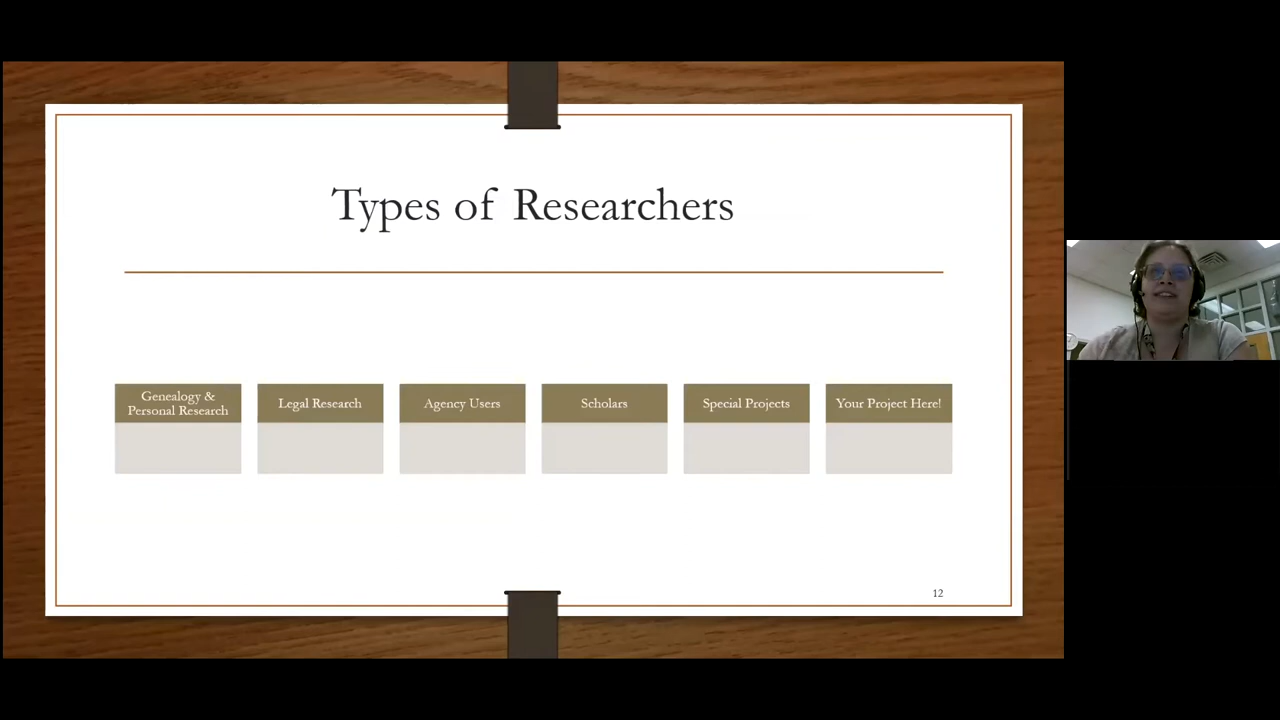 Types of Researchers
Genealogy &
Personal Research
Legal Research
Agency Users
Scholars
Special Projects
Your Project Here!
12